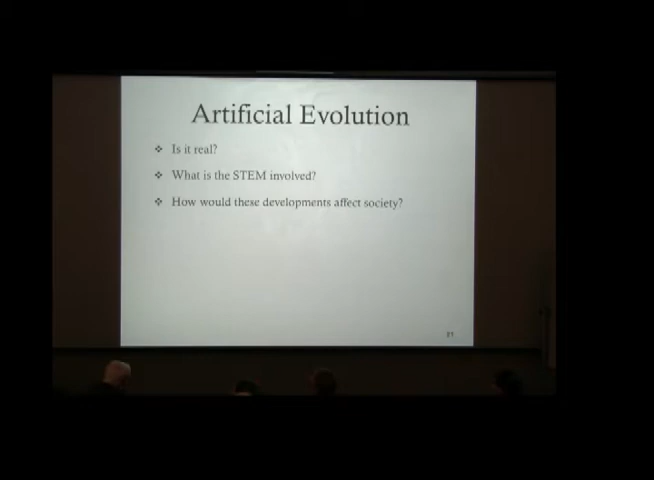 Artificial Evolution
❖ Is it real?
❖ What is the STEM involved?
❖ How would these developments affect society?